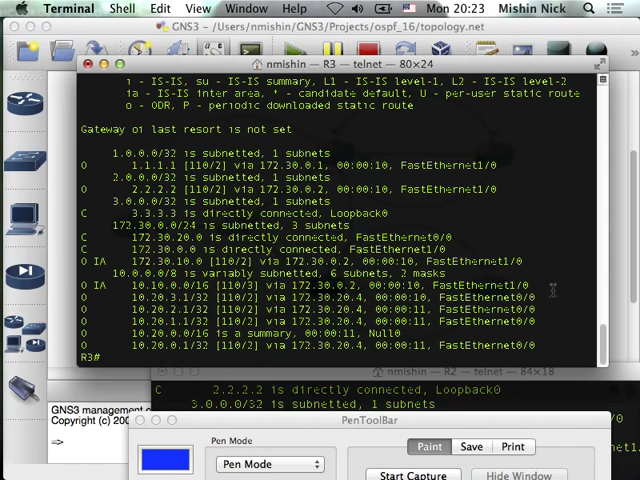 Terminal Shell Edit View Window Help Mon 20:23 Mishin Nick
GNS3 — /Users/nmishin/GNS3/Projects/ospf_16/topology.net
nmishin — R3 — telnet — 80×24
i - IS-IS, su - IS-IS summary, L1 - IS-IS level-1, L2 - IS-IS level-2
ia - IS-IS inter area, * - candidate default, U - per-user static route
o - ODR, P - periodic downloaded static route
Gateway of last resort is not set
1.0.0.0/32 is subnetted, 1 subnets
O 1.1.1.1 [110/2] via 172.30.0.1, 00:00:10, FastEthernet1/0
2.0.0.0/32 is subnetted, 1 subnets
O 2.2.2.2 [110/2] via 172.30.0.2, 00:00:10, FastEthernet1/0
3.0.0.0/32 is subnetted, 1 subnets
C 3.3.3.3 is directly connected, Loopback0
172.30.0.0/24 is subnetted, 3 subnets
C 172.30.20.0 is directly connected, FastEthernet0/0
C 172.30.0.0 is directly connected, FastEthernet1/0
O IA 172.30.10.0 [110/2] via 172.30.0.2, 00:00:10, FastEthernet1/0
10.0.0.0/8 is variably subnetted, 6 subnets, 2 masks
O IA 10.10.0.0/16 [110/3] via 172.30.0.2, 00:00:10, FastEthernet1/0
O 10.20.3.1/32 [110/2] via 172.30.20.4, 00:00:10, FastEthernet0/0
O 10.20.2.1/32 [110/2] via 172.30.20.4, 00:00:11, FastEthernet0/0
O 10.20.1.1/32 [110/2] via 172.30.20.4, 00:00:11, FastEthernet0/0
O 10.20.0.0/16 is a summary, 00:00:11, Null0
O 10.20.0.1/32 [110/2] via 172.30.20.4, 00:00:11, FastEthernet0/0
R3#
nmishin — R2 — telnet — 84×18
C 2.2.2.2 is directly connected, Loopback0
3.0.0.0/32 is subnetted, 1 subnets
GNS3 management
Copyright (c)
=>
PenToolBar
Pen Mode
Paint Save Print
Pen Mode
Start Capture Hide Window